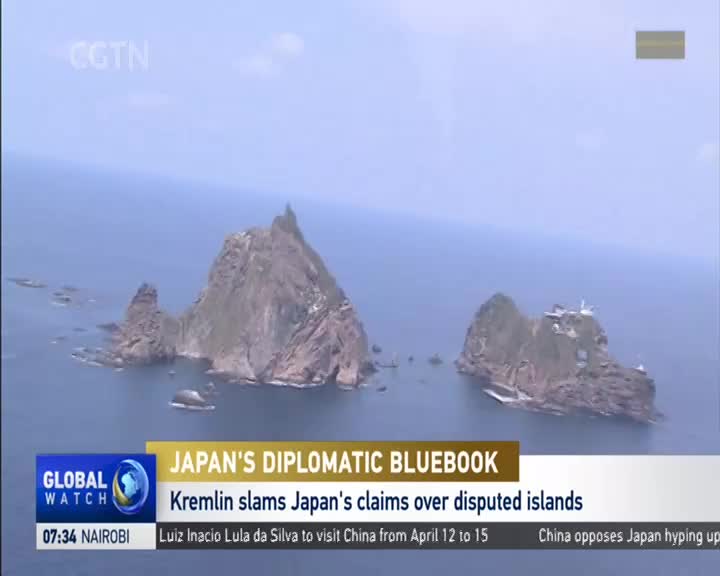 CGTN
JAPAN'S DIPLOMATIC BLUEBOOK
GLOBAL
WATCH
Kremlin slams Japan's claims over disputed islands
07:34 NAIROBI
Luiz Inacio Lula da Silva to visit China from April 12 to 15 China opposes Japan hyping up